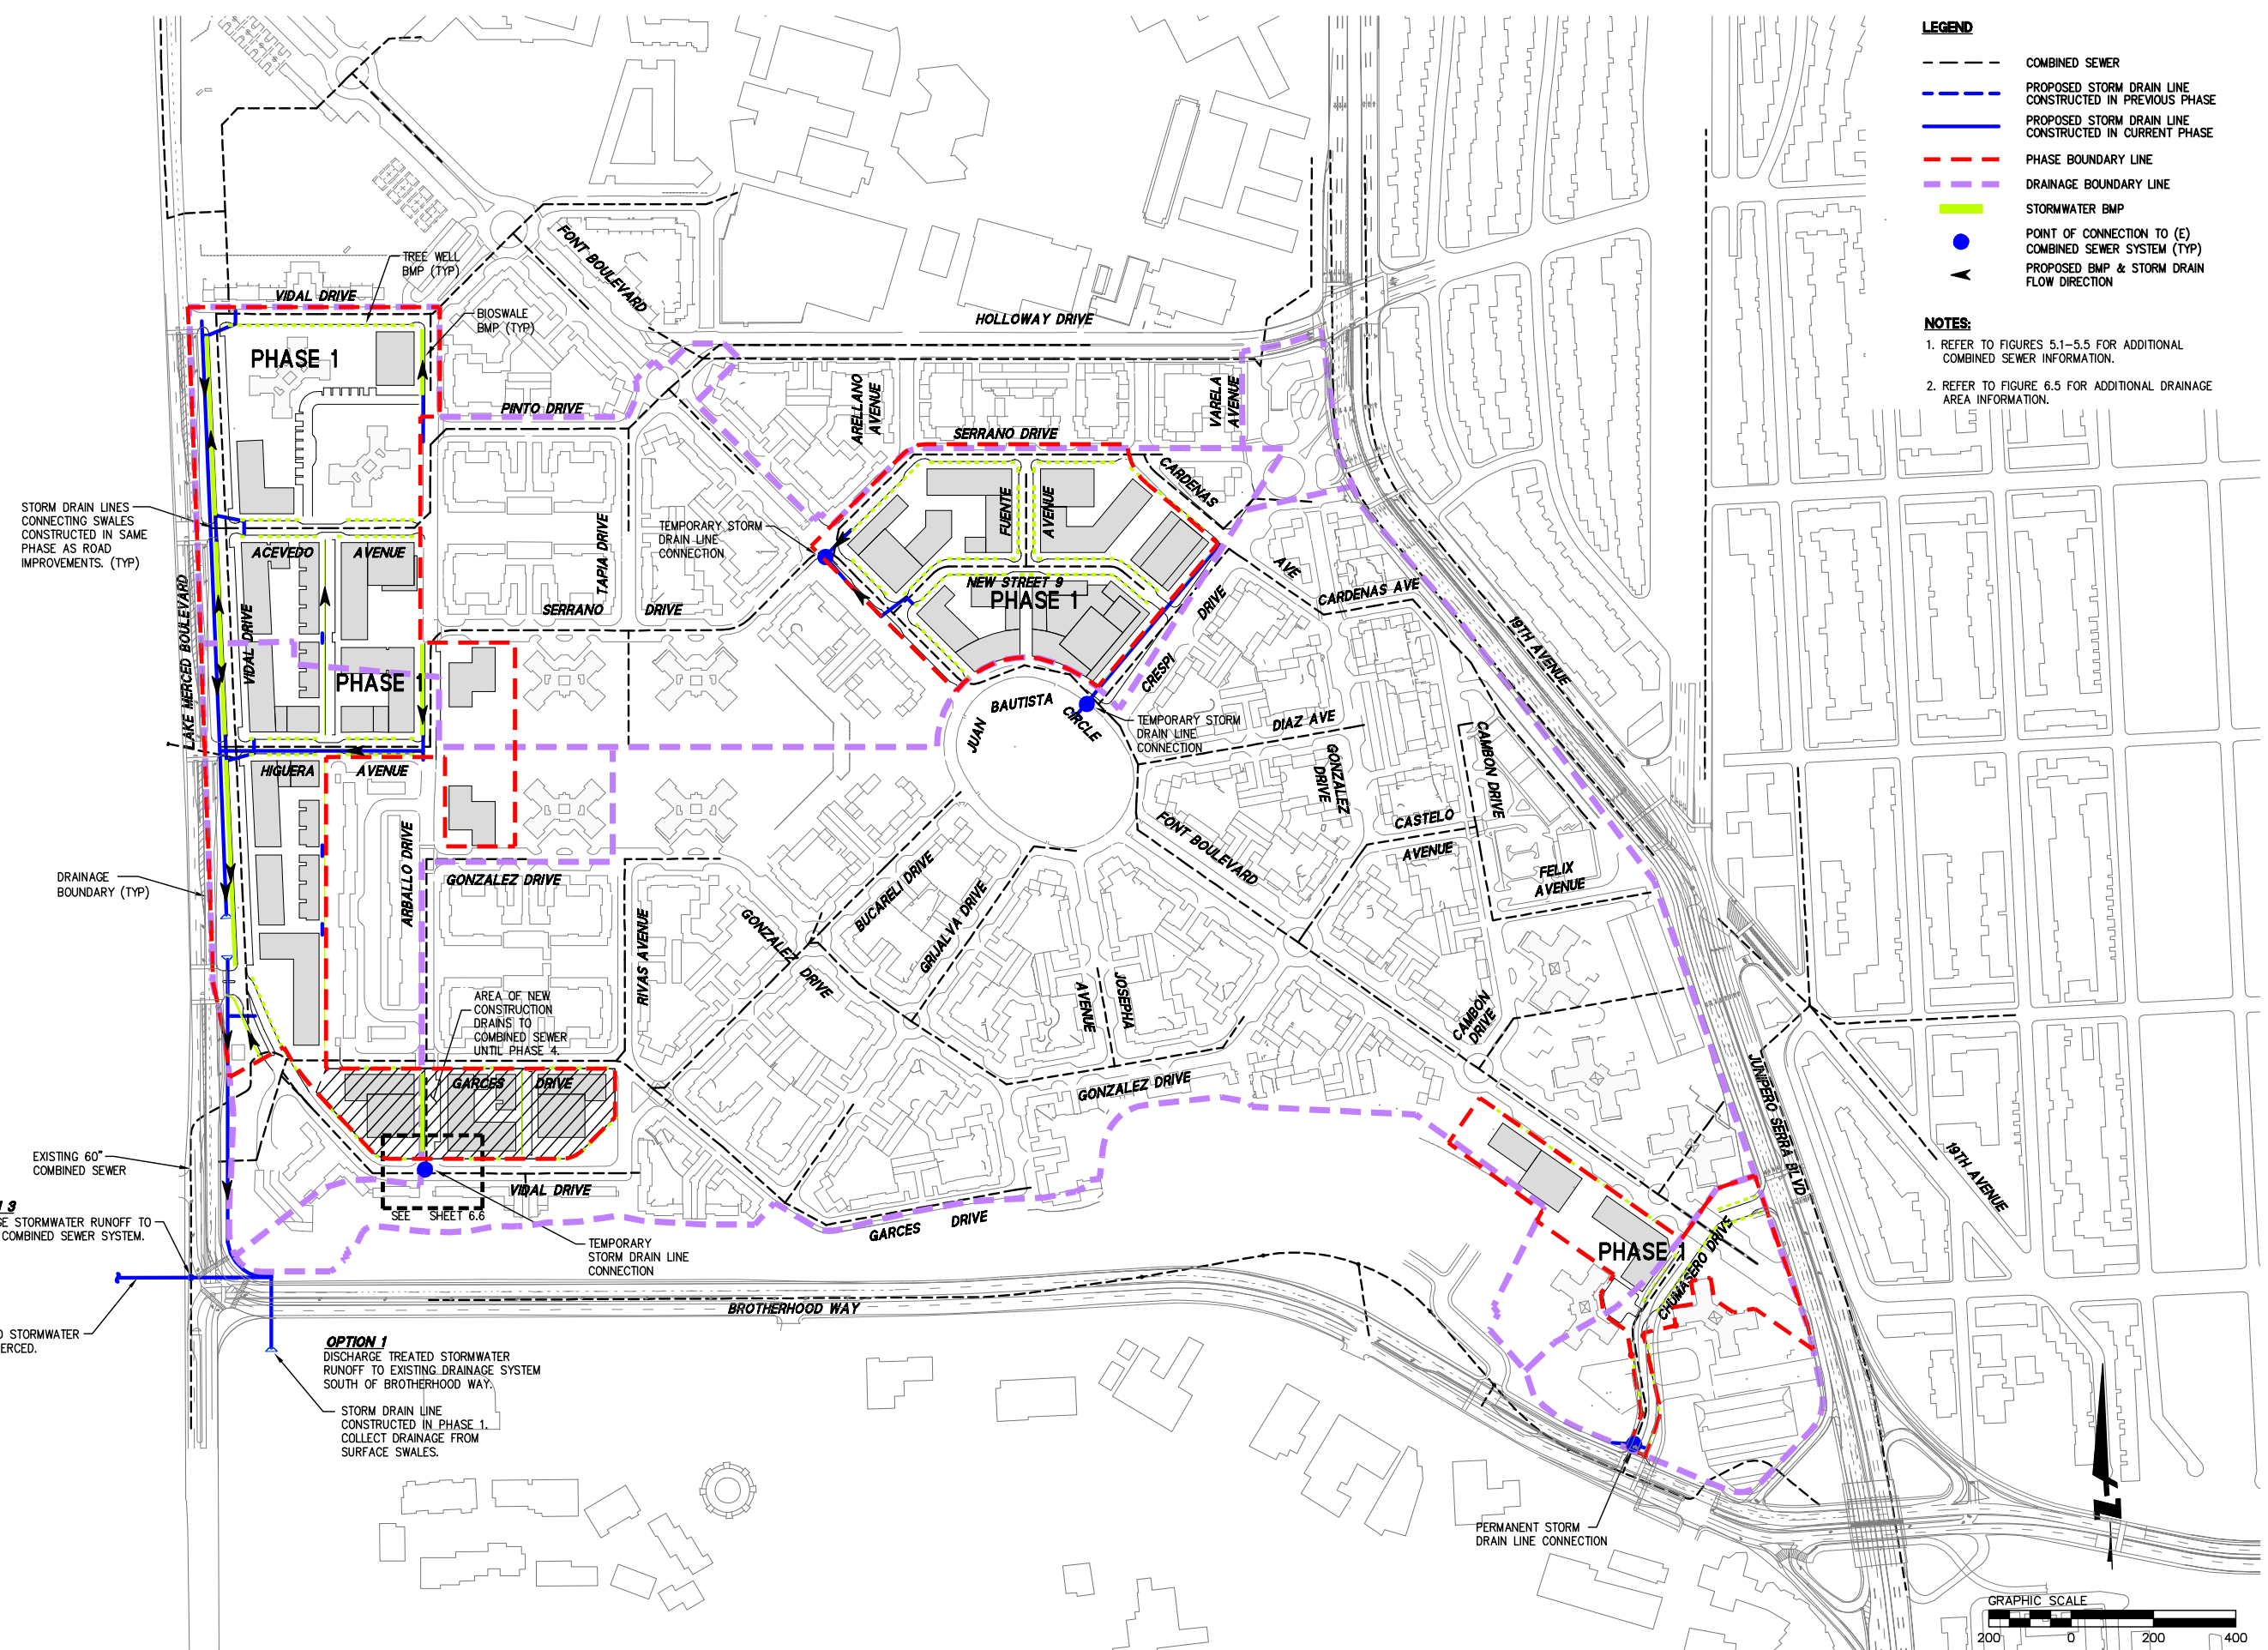 LEGEND
COMBINED SEWER
PROPOSED STORM DRAIN LINE
CONSTRUCTED IN PREVIOUS PHASE
PROPOSED STORM DRAIN LINE
CONSTRUCTED IN CURRENT PHASE
PHASE BOUNDARY LINE
DRAINAGE BOUNDARY LINE
STORMWATER BMP
POINT OF CONNECTION TO (E)
COMBINED SEWER SYSTEM (TYP)
PROPOSED BMP & STORM DRAIN
FLOW DIRECTION
NOTES:
1. REFER TO FIGURES 5.1–5.5 FOR ADDITIONAL
COMBINED SEWER INFORMATION.
2. REFER TO FIGURE 6.5 FOR ADDITIONAL DRAINAGE
AREA INFORMATION.
TREE WELL
BMP (TYP)
VIDAL DRIVE
BIOSWALE
BMP (TYP)
FONT BOULEVARD
HOLLOWAY DRIVE
PHASE 1
PINTO DRIVE
ARELLANO
AVENUE
VARELA
AVENUE
SERRANO DRIVE
CARDENAS
AVE
STORM DRAIN LINES
CONNECTING SWALES
CONSTRUCTED IN SAME
PHASE AS ROAD
IMPROVEMENTS. (TYP)
TEMPORARY STORM
DRAIN LINE
CONNECTION
FUENTE
AVENUE
ACEVEDO
AVENUE
TAPIA DRIVE
NEW STREET 9
PHASE 1
SERRANO
DRIVE
CARDENAS AVE
LAKE MERCED BOULEVARD
VIDAL DRIVE
PHASE 1
CRESPI
DRIVE
19TH AVENUE
JUAN
BAUTISTA
CIRCLE
TEMPORARY STORM
DRAIN LINE
CONNECTION
DIAZ AVE
HIGUERA
AVENUE
GONZALEZ
DRIVE
CAMBON DRIVE
CASTELO
AVENUE
FONT BOULEVARD
FELIX
AVENUE
DRAINAGE
BOUNDARY (TYP)
ARBALLO DRIVE
GONZALEZ DRIVE
BUCARELI DRIVE
GRIJALVA DRIVE
RIVAS AVENUE
GONZALEZ
DRIVE
AVENUE
JOSEPHA
CAMBON
DRIVE
AREA OF NEW
CONSTRUCTION
DRAINS TO
COMBINED SEWER
UNTIL PHASE 4.
GARCES
DRIVE
GONZALEZ DRIVE
JUNIPERO SERRA BLVD
19TH AVENUE
EXISTING 60"
COMBINED SEWER
VIDAL DRIVE
SEE SHEET 6.6
GARCES
DRIVE
3
STORMWATER RUNOFF TO
COMBINED SEWER SYSTEM.
TEMPORARY
STORM DRAIN LINE
CONNECTION
PHASE 1
CHUMASERO DRIVE
BROTHERHOOD WAY
STORMWATER
OPTION 1
DISCHARGE TREATED STORMWATER
RUNOFF TO EXISTING DRAINAGE SYSTEM
SOUTH OF BROTHERHOOD WAY.
STORM DRAIN LINE
CONSTRUCTED IN PHASE 1.
COLLECT DRAINAGE FROM
SURFACE SWALES.
PERMANENT STORM
DRAIN LINE CONNECTION
GRAPHIC SCALE
200 0 200 400